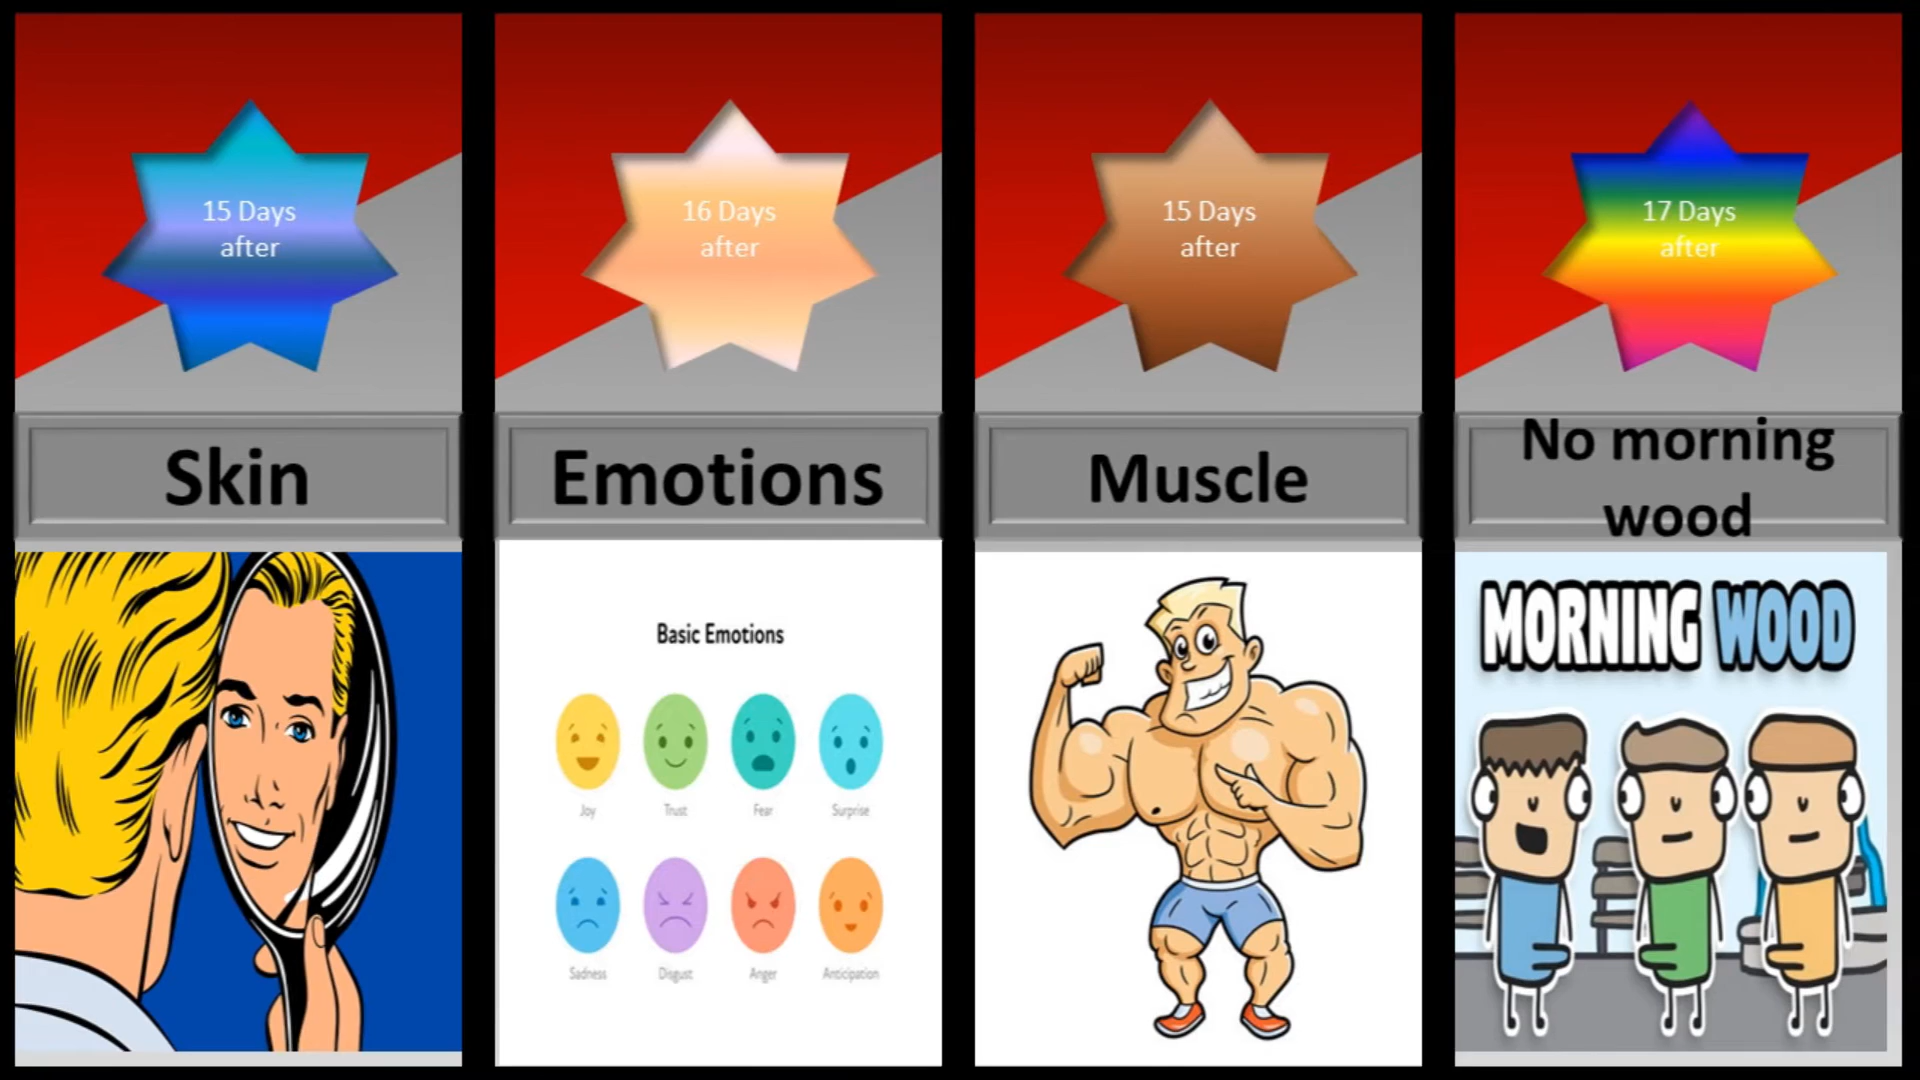 15 Days
after
Skin
16 Days
after
Emotions
Basic Emotions
Joy
Trust
Fear
Surprise
Sadness
Disgust
Anger
Anticipation
15 Days
after
Muscle
17 Days
after
No morning
wood
MORNING WOOD